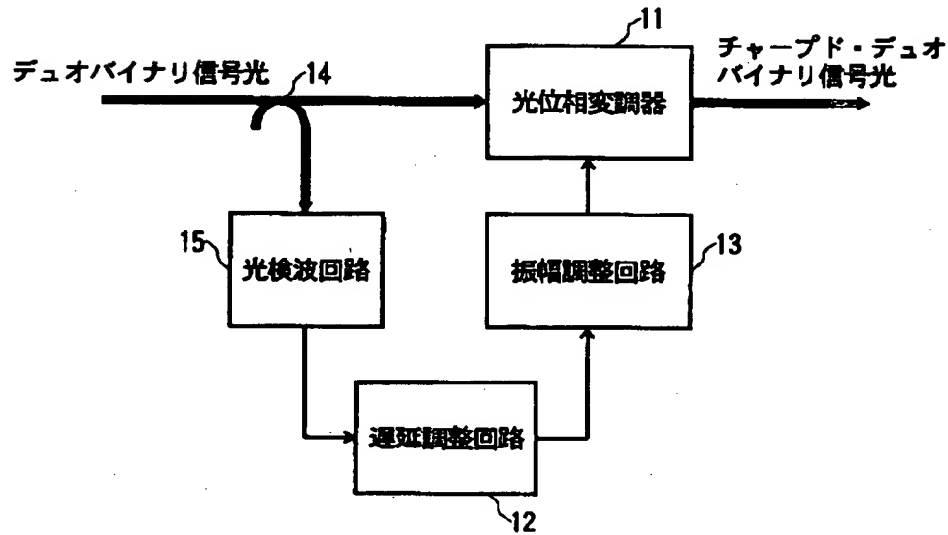 11
チャープド・デュオ
バイナリ信号光
デュオバイナリ信号光
14
光位相変調器
15
光検波回路
振幅調整回路
13
遅延調整回路
12